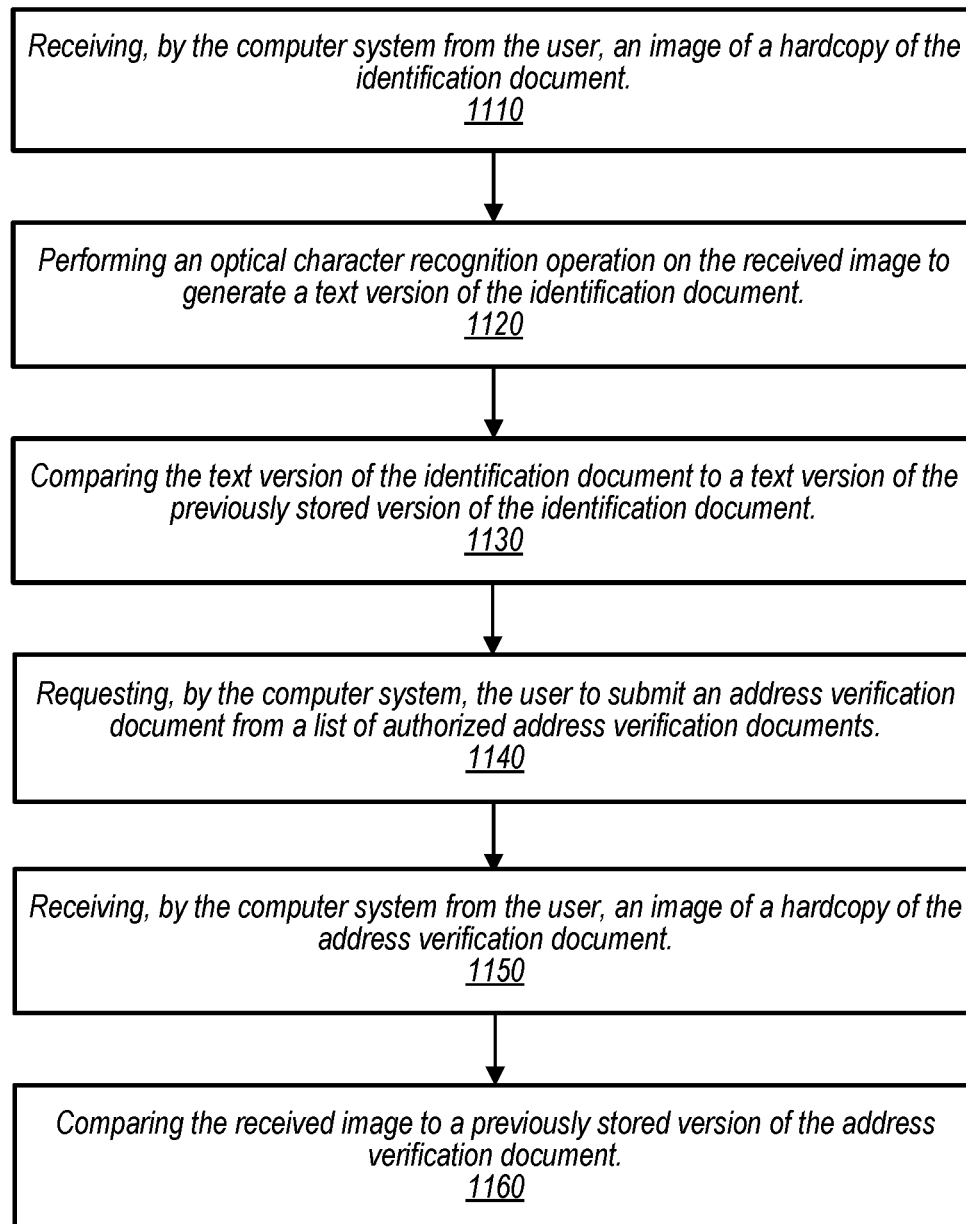 Receiving, by the computer system from the user, an image of a hardcopy of the
identification document.
1110
Performing an optical character recognition operation on the received image to
generate a text version of the identification document.
1120
Comparing the text version of the identification document to a text version of the
previously stored version of the identification document.
1130
Requesting, by the computer system, the user to submit an address verification
document from a list of authorized address verification documents.
1140
Receiving, by the computer system from the user, an image of a hardcopy of the
address verification document.
1150
Comparing the received image to a previously stored version of the address
verification document.
1160